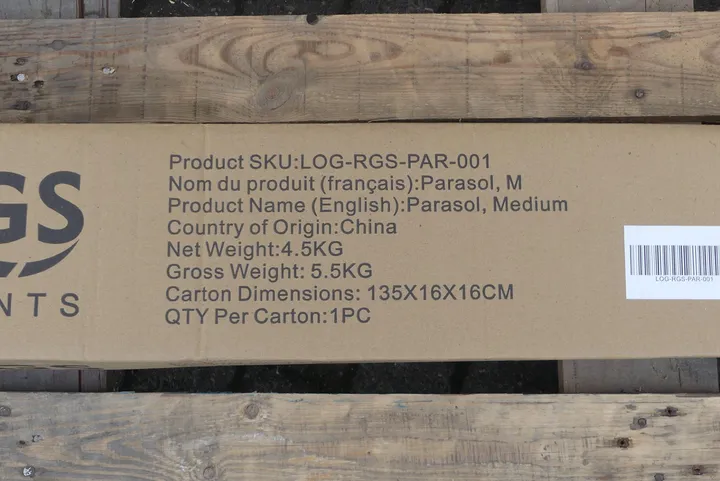 GS
NTS
Product SKU:LOG-RGS-PAR-001
Nom du produit (français):Parasol, M
Product Name (English):Parasol, Medium
Country of Origin:China
Net Weight:4.5KG
Gross Weight: 5.5KG
Carton Dimensions: 135X16X16CM
QTY Per Carton:1PC
LOG-RGS-PAR-001